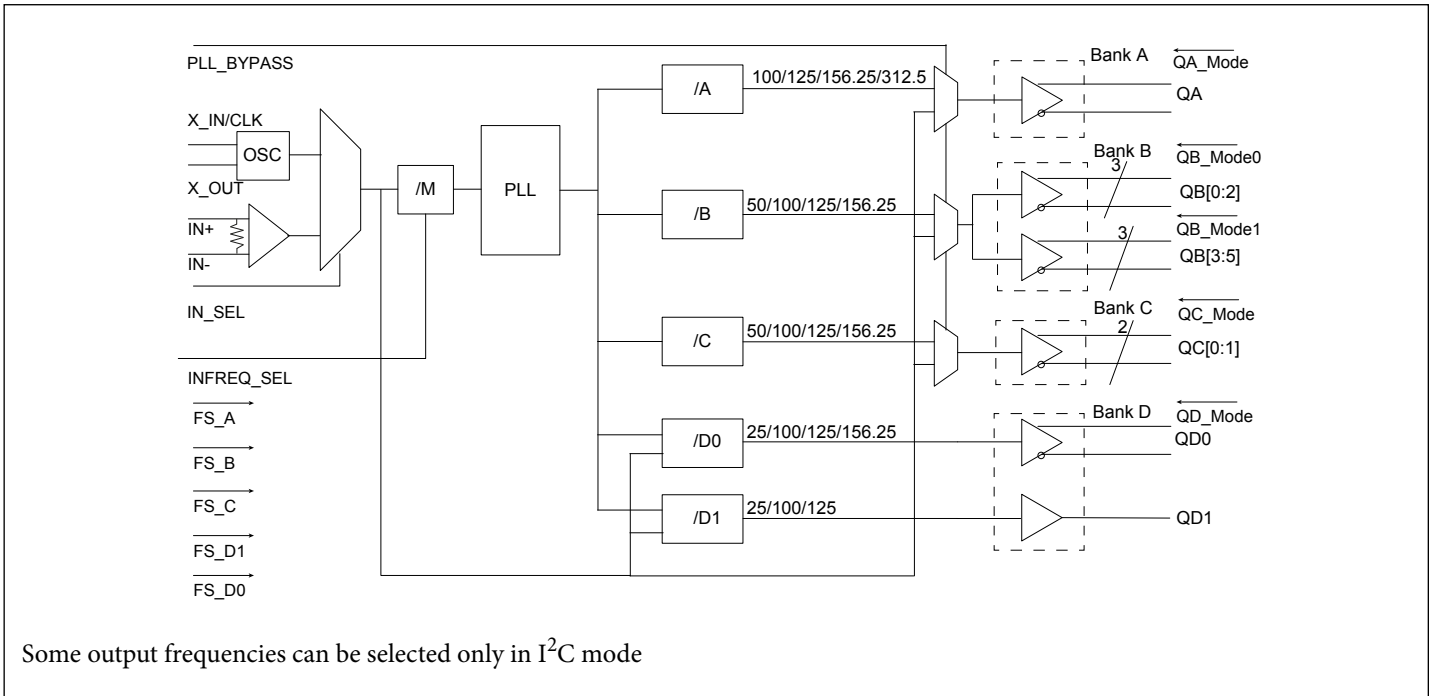 PLL_BYPASS
X_IN/CLK
OSC
X_OUT
IN+
IN-
IN_SEL
INFREQ_SEL
FS_A
FS_B
FS_C
FS_D1
FS_D0
/M
PLL
/A
100/125/156.25/312.5
/B
50/100/125/156.25
/C
50/100/125/156.25
/D0
25/100/125/156.25
/D1
25/100/125
Bank A
QA_Mode
QA
Bank B
3
QB_Mode0
QB[0:2]
QB_Mode1
3
QB[3:5]
Bank C
2
QC_Mode
QC[0:1]
Bank D
QD_Mode
QD0
QD1
Some output frequencies can be selected only in I²C mode